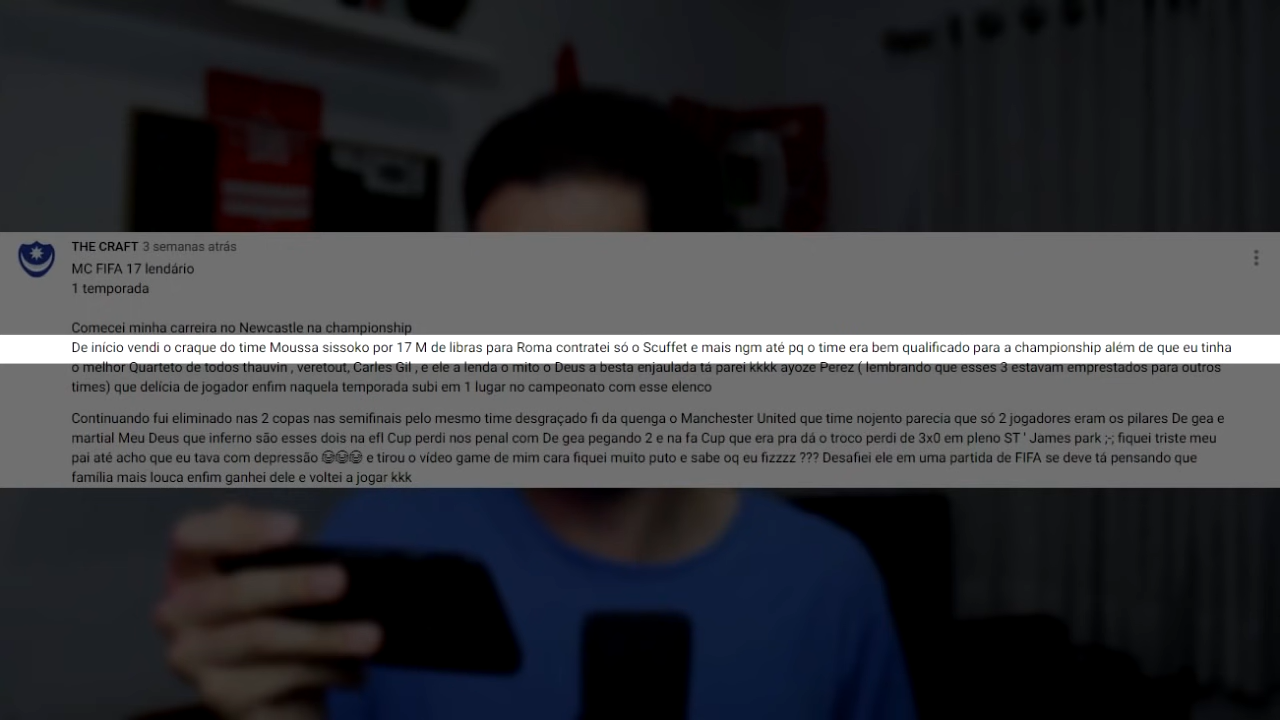 THE CRAFT 3 semanas atrás
MC FIFA 17 lendário
1 temporada
Comecei minha carreira no Newcastle na championship
De início vendi o craque do time Moussa sissoko por 17 M de libras para Roma contratei só o Scuffet e mais ngm até pq o time era bem qualificado para a championship além de que eu tinha
o melhor Quarteto de todos thauvin , veretout, Carles Gil , e ele a lenda o mito o Deus a besta enjaulada tá parei kkkk ayoze Perez ( lembrando que esses 3 estavam emprestados para outros
times) que delícia de jogador enfim naquela temporada subi em 1 lugar no campeonato com esse elenco
Continuando fui eliminado nas 2 copas nas semifinais pelo mesmo time desgraçado fi da quenga o Manchester United que time nojento parecia que só 2 jogadores eram os pilares De gea e
martial Meu Deus que inferno são esses dois na efl Cup perdi nos penal com De gea pegando 2 e na fa Cup que era pra dá o troco perdi de 3x0 em pleno ST ' James park ;-; fiquei triste meu
pai até acho que eu tava com depressão 😂😂😂 e tirou o vídeo game de mim cara fiquei muito puto e sabe oq eu fizzzz ??? Desafiei ele em uma partida de FIFA se deve tá pensando que
família mais louca enfim ganhei dele e voltei a jogar kkk